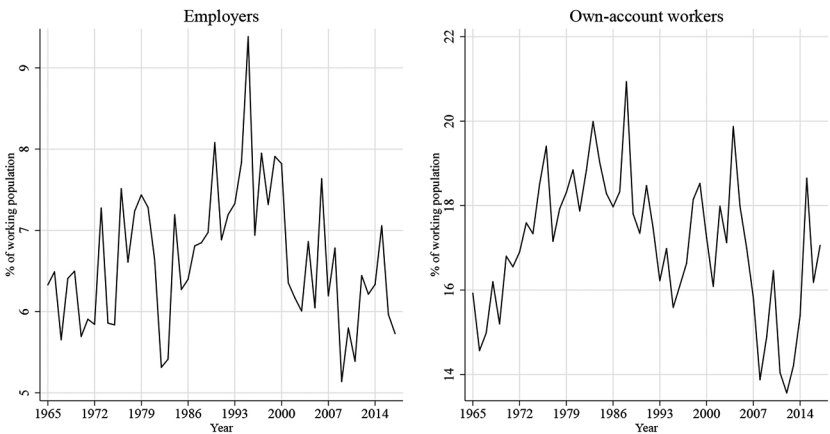 Employers
% of working population
9
8
7
6
5
1965 1972 1979 1986 1993 2000 2007 2014
Year
Own-account workers
% of working population
22
20
18
16
14
1965 1972 1979 1986 1993 2000 2007 2014
Year